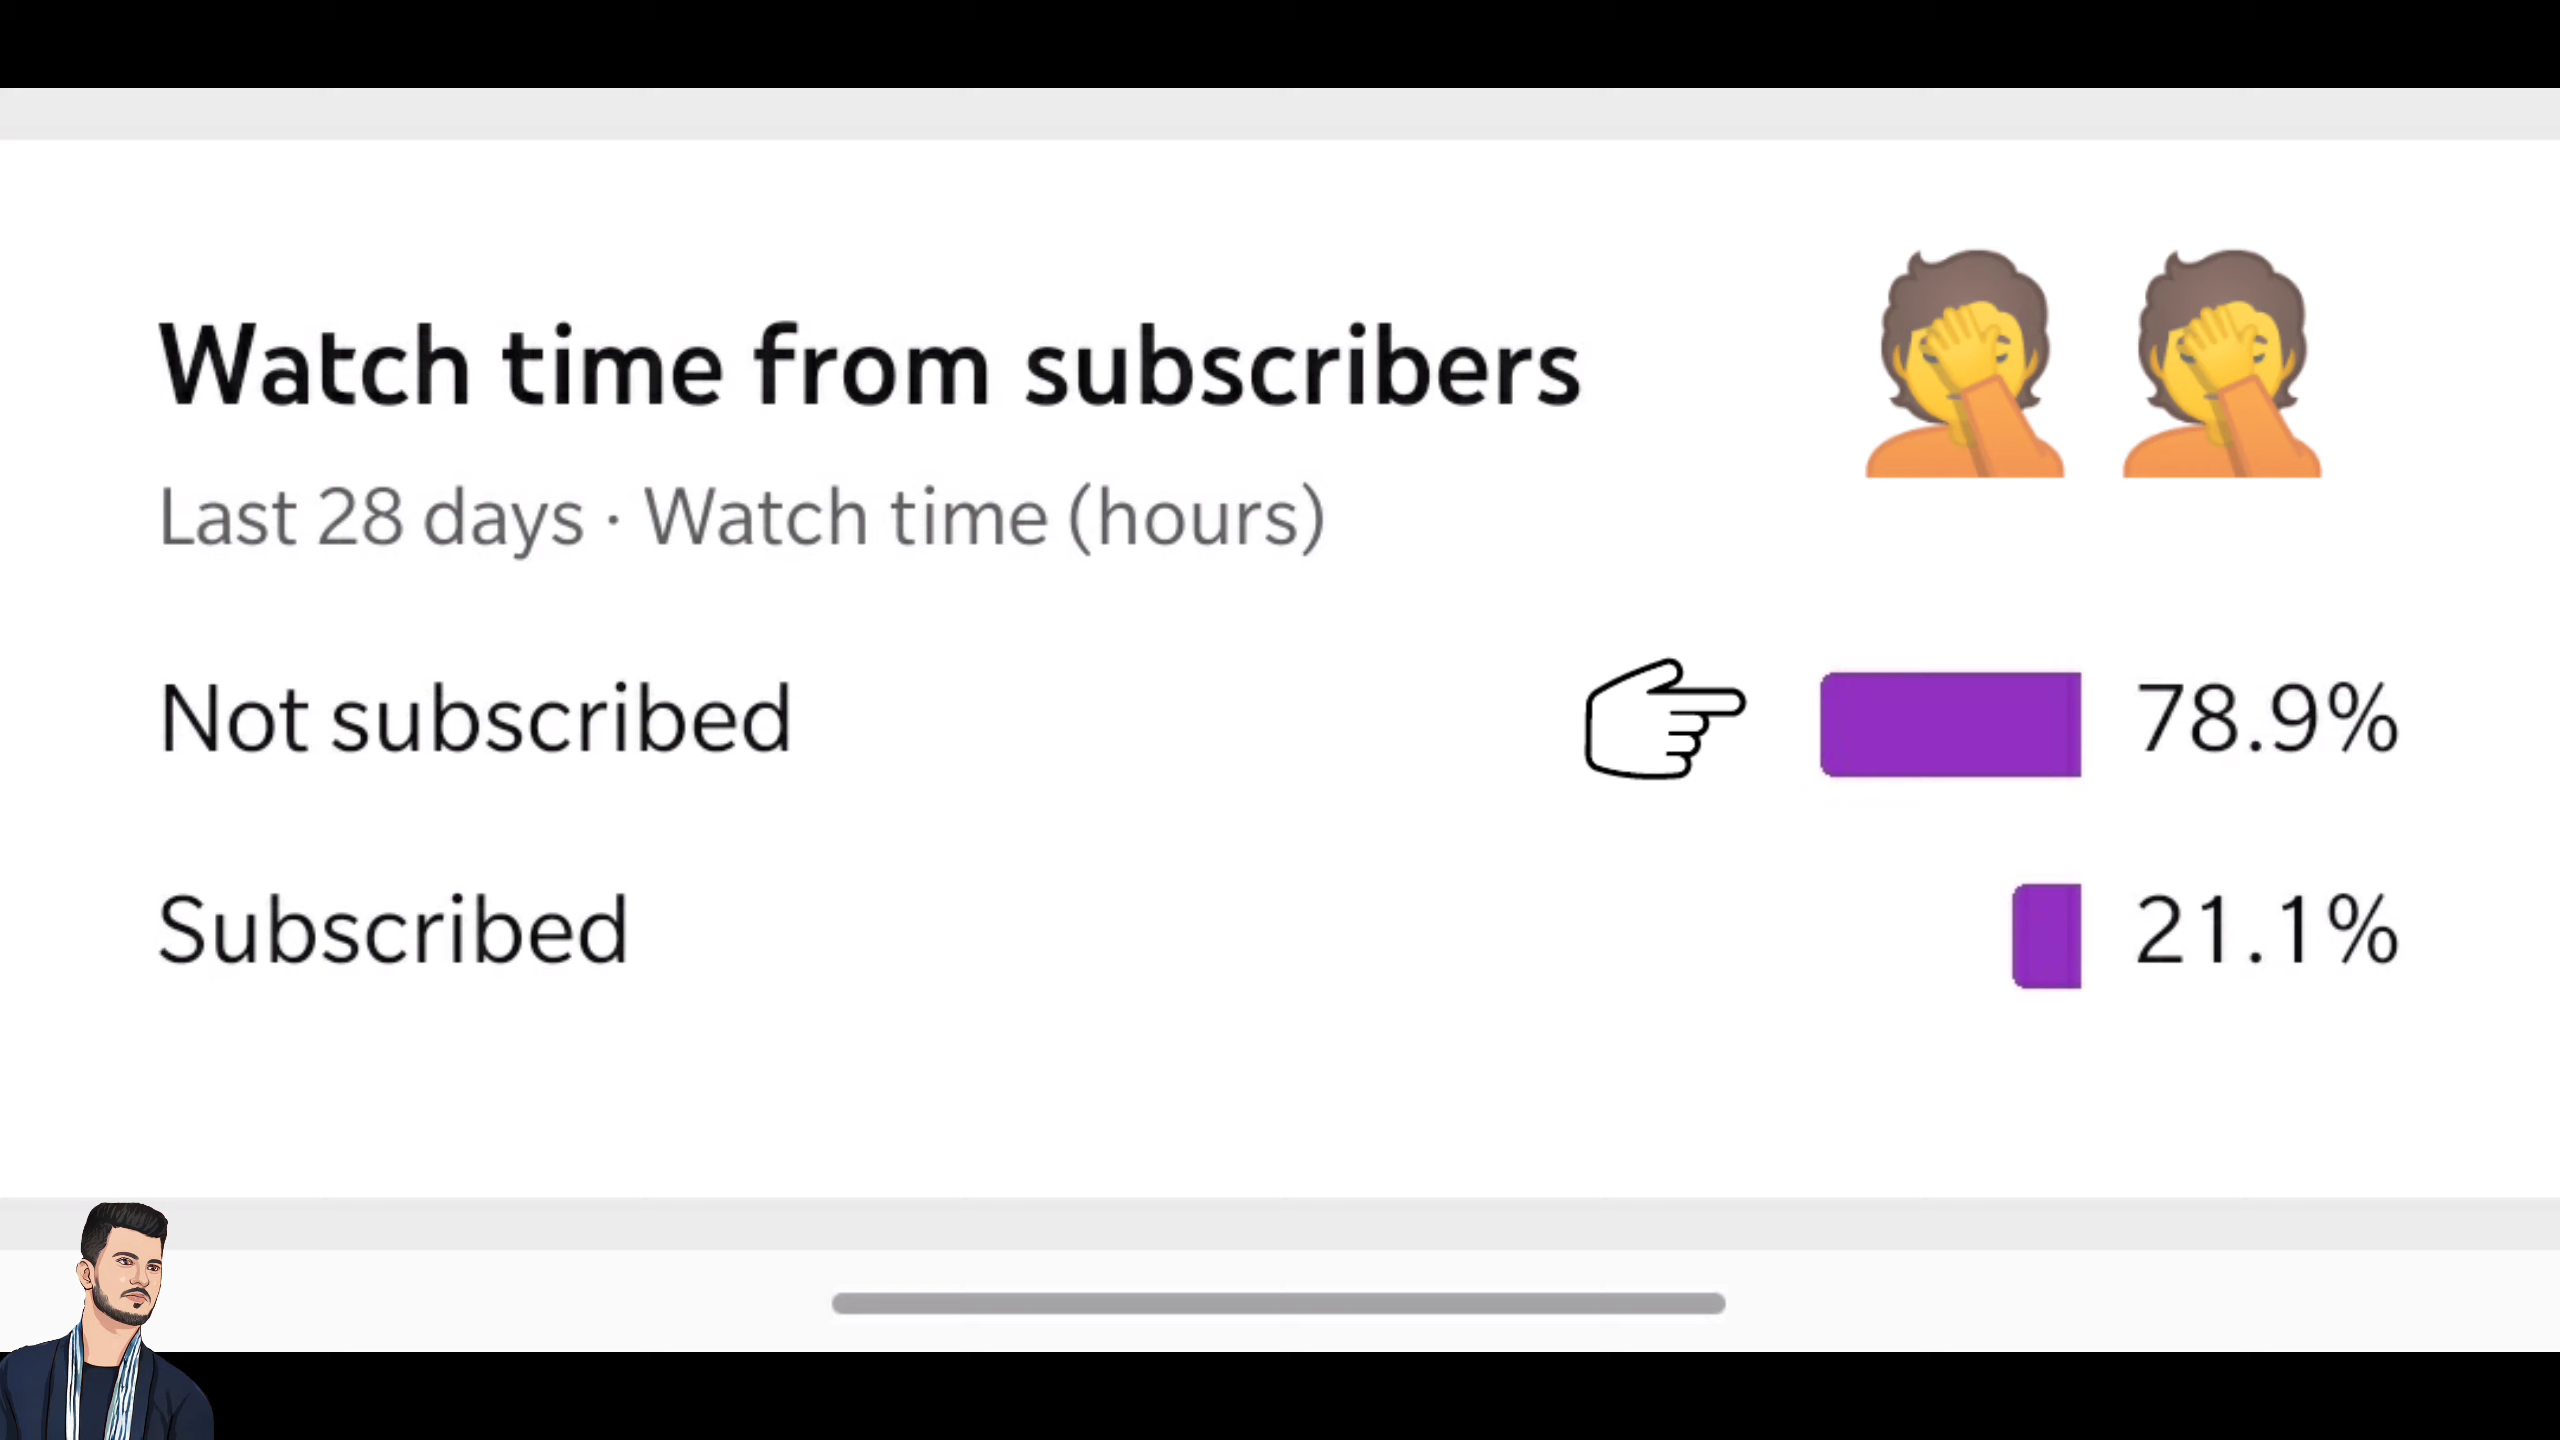 Watch time from subscribers
Last 28 days · Watch time (hours)
Not subscribed 78.9%
Subscribed 21.1%